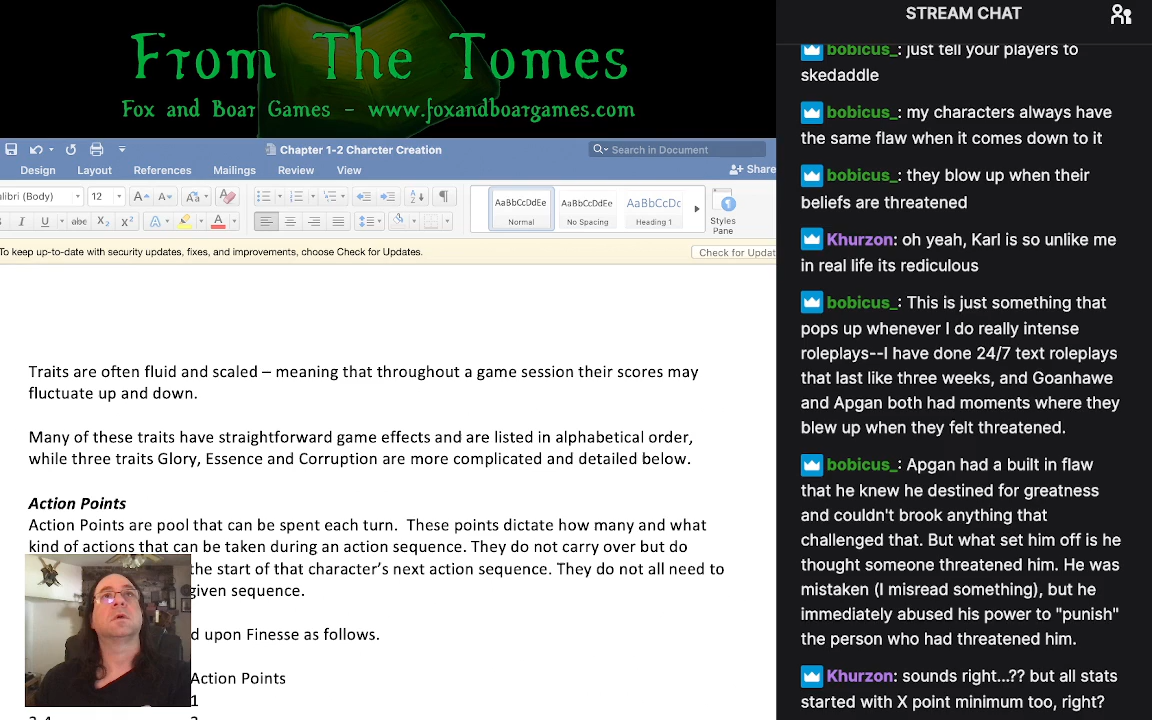 From The Tomes
Fox and Boar Games - www.foxandboargames.com
Chapter 1-2 Charcter Creation
Search in Document
Design Layout References Mailings Review View
Share
alibri (Body) 12
AaBbCcDdEe AaBbCcDdEe AaBbCcDc
Normal No Spacing Heading 1
Styles
Pane
To keep up-to-date with security updates, fixes, and improvements, choose Check for Updates.
Check for Updat
Traits are often fluid and scaled – meaning that throughout a game session their scores may
fluctuate up and down.
Many of these traits have straightforward game effects and are listed in alphabetical order,
while three traits Glory, Essence and Corruption are more complicated and detailed below.
Action Points
Action Points are pool that can be spent each turn.  These points dictate how many and what
kind of actions that can be taken during an action sequence. They do not carry over but do
the start of that character's next action sequence. They do not all need to
given sequence.
d upon Finesse as follows.
Action Points
1
STREAM CHAT
bobicus_: just tell your players to
skedaddle
bobicus_: my characters always have
the same flaw when it comes down to it
bobicus_: they blow up when their
beliefs are threatened
Khurzon: oh yeah, Karl is so unlike me
in real life its rediculous
bobicus_: This is just something that
pops up whenever I do really intense
roleplays--I have done 24/7 text roleplays
that last like three weeks, and Goanhawe
and Apgan both had moments where they
blew up when they felt threatened.
bobicus_: Apgan had a built in flaw
that he knew he destined for greatness
and couldn't brook anything that
challenged that. But what set him off is he
thought someone threatened him. He was
mistaken (I misread something), but he
immediately abused his power to "punish"
the person who had threatened him.
Khurzon: sounds right...?? but all stats
started with X point minimum too, right?